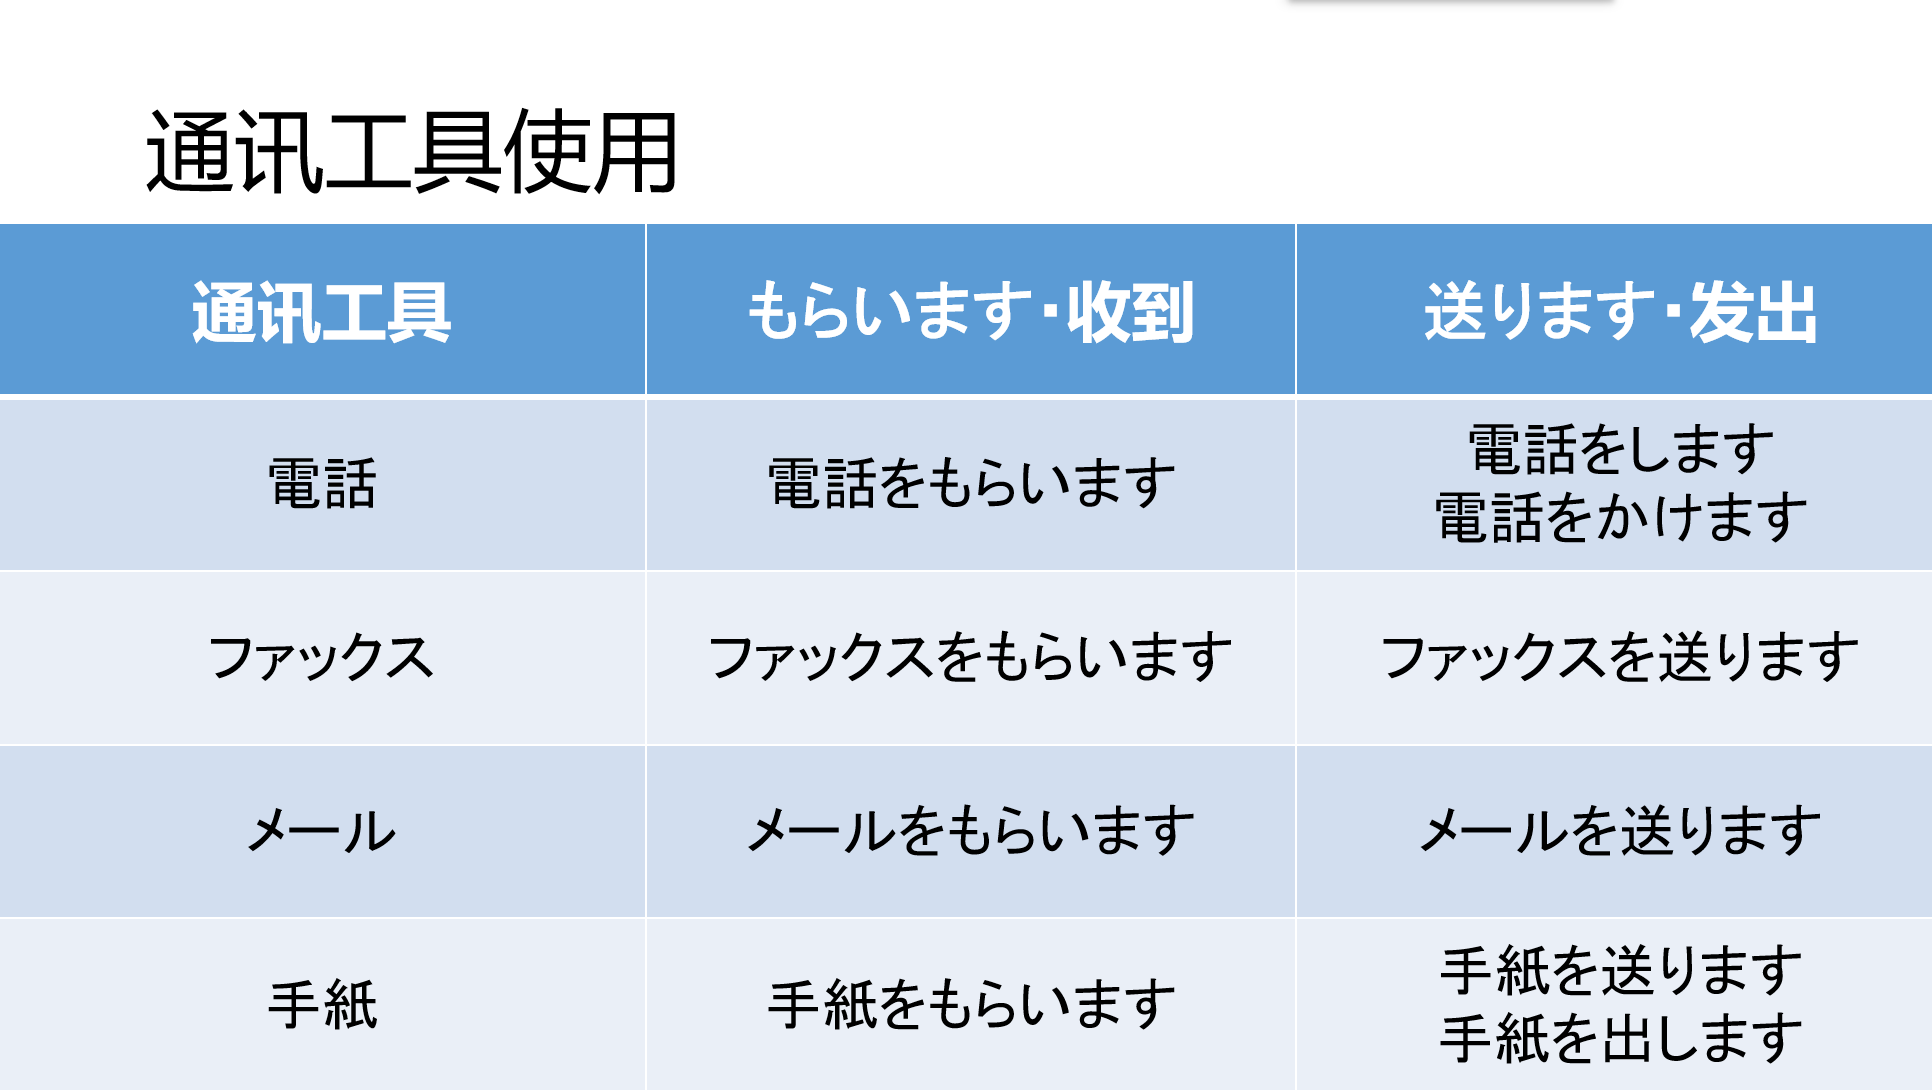 通讯工具使用
通讯工具
もらいます・收到
送ります・发出
電話
電話をもらいます
電話をします
電話をかけます
ファックス
ファックスをもらいます
ファックスを送ります
メール
メールをもらいます
メールを送ります
手紙
手紙をもらいます
手紙を送ります
手紙を出します